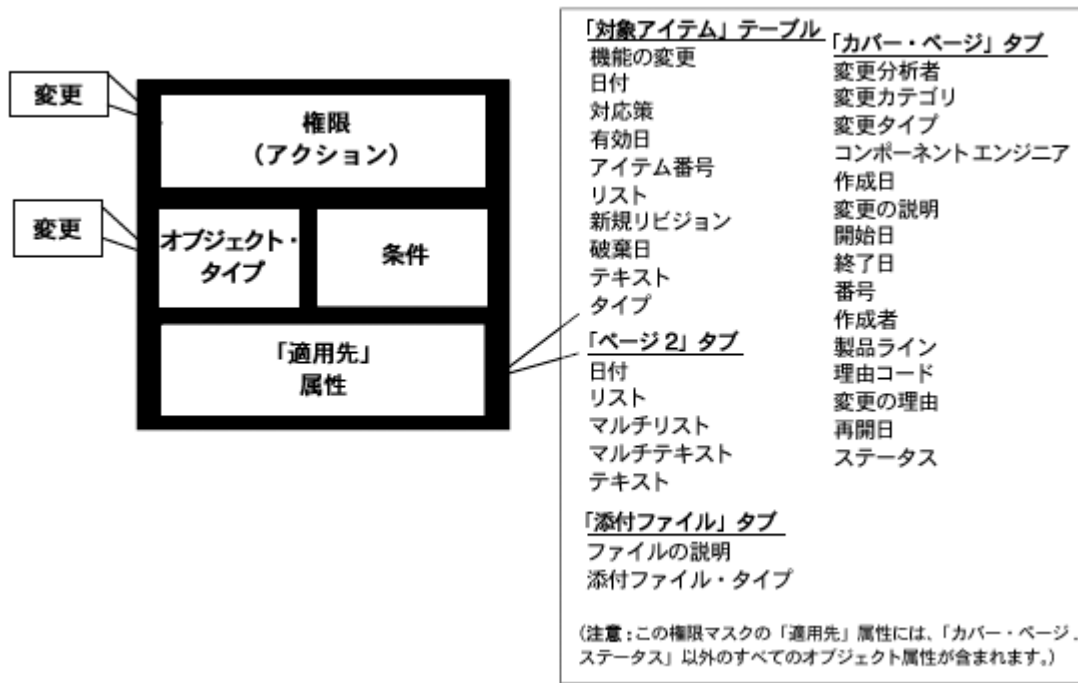 変更
権限
(アクション)
変更
オブジェクト・
タイプ
条件
「適用先」
属性
「対象アイテム」テーブル
機能の変更
日付
対応策
有効日
アイテム番号
リスト
新規リビジョン
破棄日
テキスト
タイプ
「ページ 2」タブ
日付
リスト
マルチリスト
マルチテキスト
テキスト
「添付ファイル」タブ
ファイルの説明
添付ファイル・タイプ
「カバー・ページ」タブ
変更分析者
変更カテゴリ
変更タイプ
コンポーネントエンジニア
作成日
変更の説明
開始日
終了日
番号
作成者
製品ライン
理由コード
変更の理由
再開日
ステータス
(注意:この権限マスクの「適用先」属性には、「カバー・ページ.
ステータス」以外のすべてのオブジェクト属性が含まれます。)